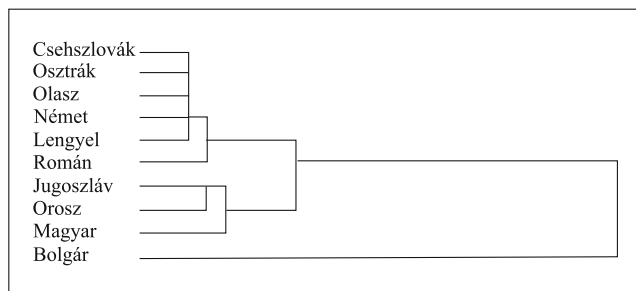 Csehszlovák
Osztrák
Olasz
Német
Lengyel
Román
Jugoszláv
Orosz
Magyar
Bolgár